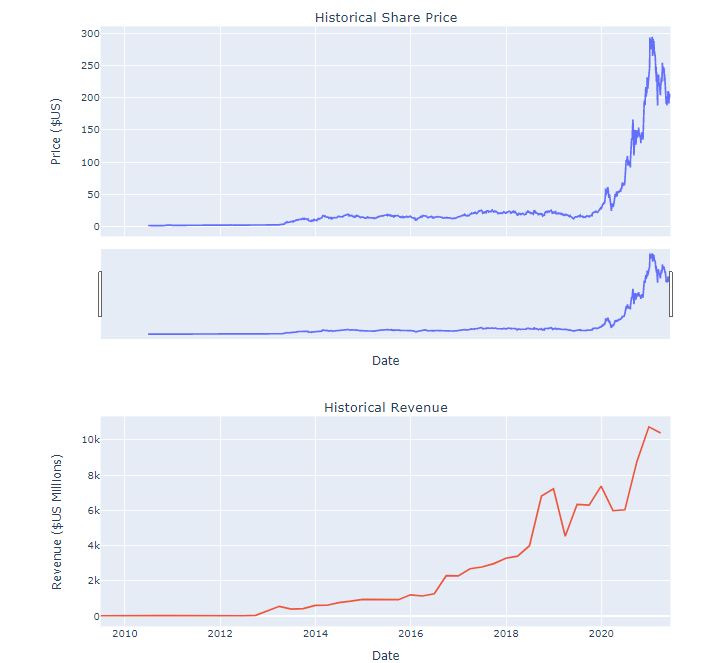 Historical Share Price
300
250
200
150
100
50
0
Price ($US)
Date
Historical Revenue
10k
8k
6k
4k
2k
0
Revenue ($US Millions)
2010 2012 2014 2016 2018 2020
Date